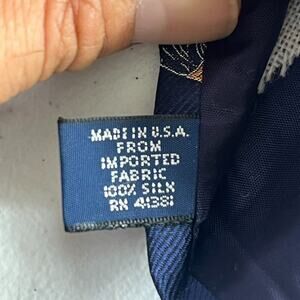 MADE IN U.S.A.
FROM
IMPORTED
FABRIC
100% SILK
RN 41381